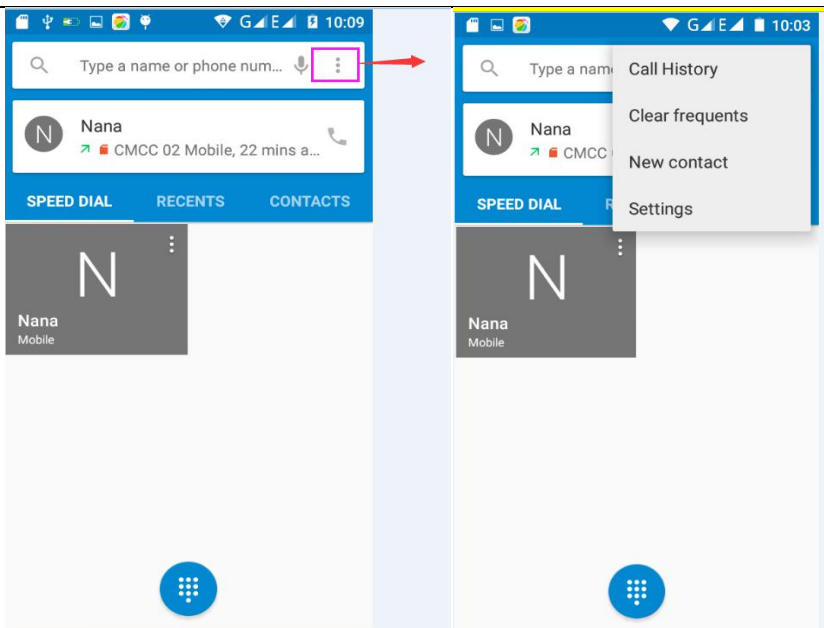 G E 10:09
Type a name or phone num...
N
Nana
CMCC 02 Mobile, 22 mins a...
SPEED DIAL RECENTS CONTACTS
N
Nana
Mobile
G E 10:03
Type a nam
Call History
N
Nana
CMCC
Clear frequents
New contact
SPEED DIAL R
Settings
N
Nana
Mobile